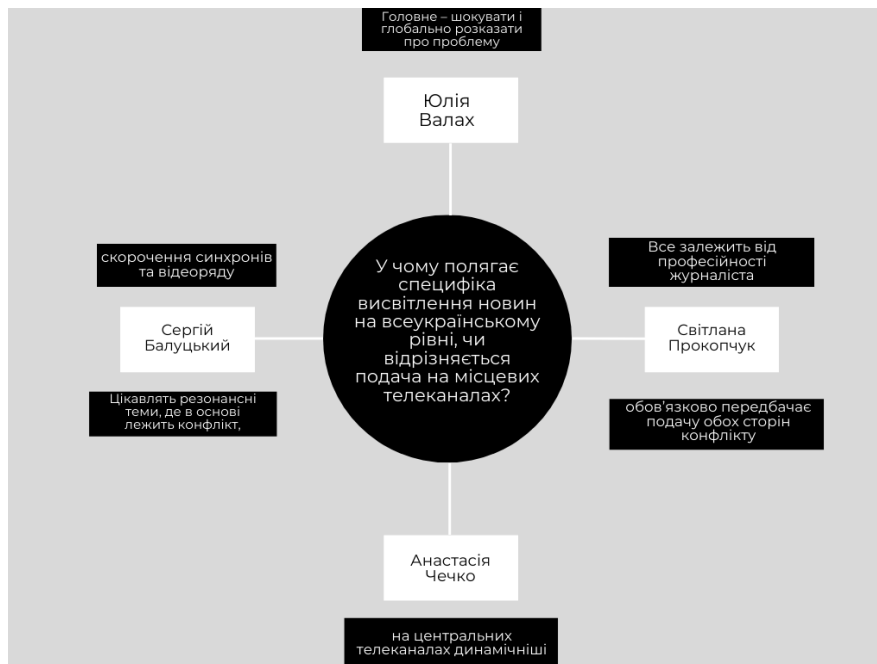 Головне – шокувати і
глобально розказати
про проблему
Юлія
Валах
скорочення синхронів
та відеоряду
Сергій
Балуцький
Цікавлять резонансні
теми, де в основі
лежить конфлікт,
У чому полягає
специфіка
висвітлення новин
на всеукраїнському
рівні, чи
відрізняється
подача на місцевих
телеканалах?
Все залежить від
професійності
журналіста
Світлана
Прокопчук
обов'язково передбачає
подачу обох сторін
конфлікту
Анастасія
Чечко
на центральних
телеканалах динамічніші